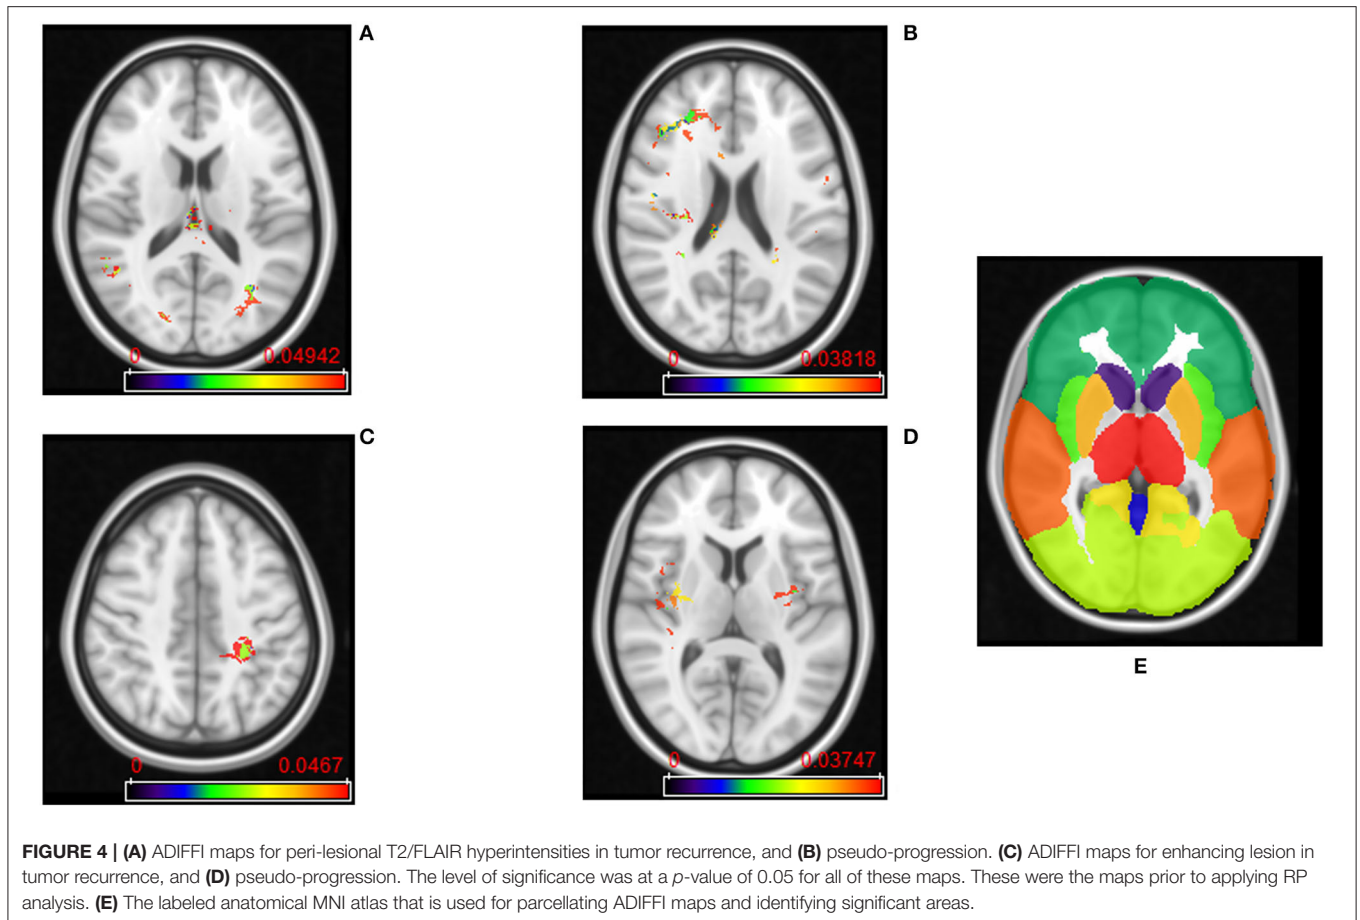 A
0 0.04942
B
0 0.03818
C
0 0.0467
D
0 0.03747
E
FIGURE 4 | (A) ADIFFI maps for peri-lesional T2/FLAIR hyperintensities in tumor recurrence, and (B) pseudo-progression. (C) ADIFFI maps for enhancing lesion in
tumor recurrence, and (D) pseudo-progression. The level of significance was at a p-value of 0.05 for all of these maps. These were the maps prior to applying RP
analysis. (E) The labeled anatomical MNI atlas that is used for parcellating ADIFFI maps and identifying significant areas.